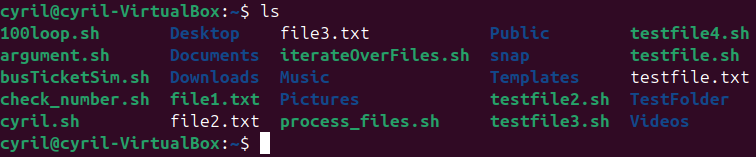 cyril@cyril-VirtualBox:~$ ls
100loop.sh Desktop file3.txt Public testfile4.sh
argument.sh Documents iterateOverFiles.sh snap testfile.sh
busTicketSim.sh Downloads Music Templates testfile.txt
check_number.sh file1.txt Pictures testfile2.sh TestFolder
cyril.sh file2.txt process_files.sh testfile3.sh Videos
cyril@cyril-VirtualBox:~$